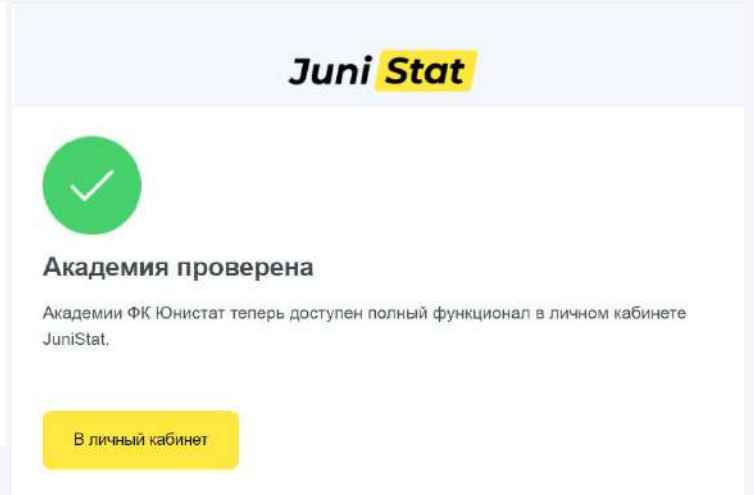 Juni Stat
Академия проверена
Академии ФК Юнистат теперь доступен полный функционал в личном кабинете
JuniStat.
В личный кабинет